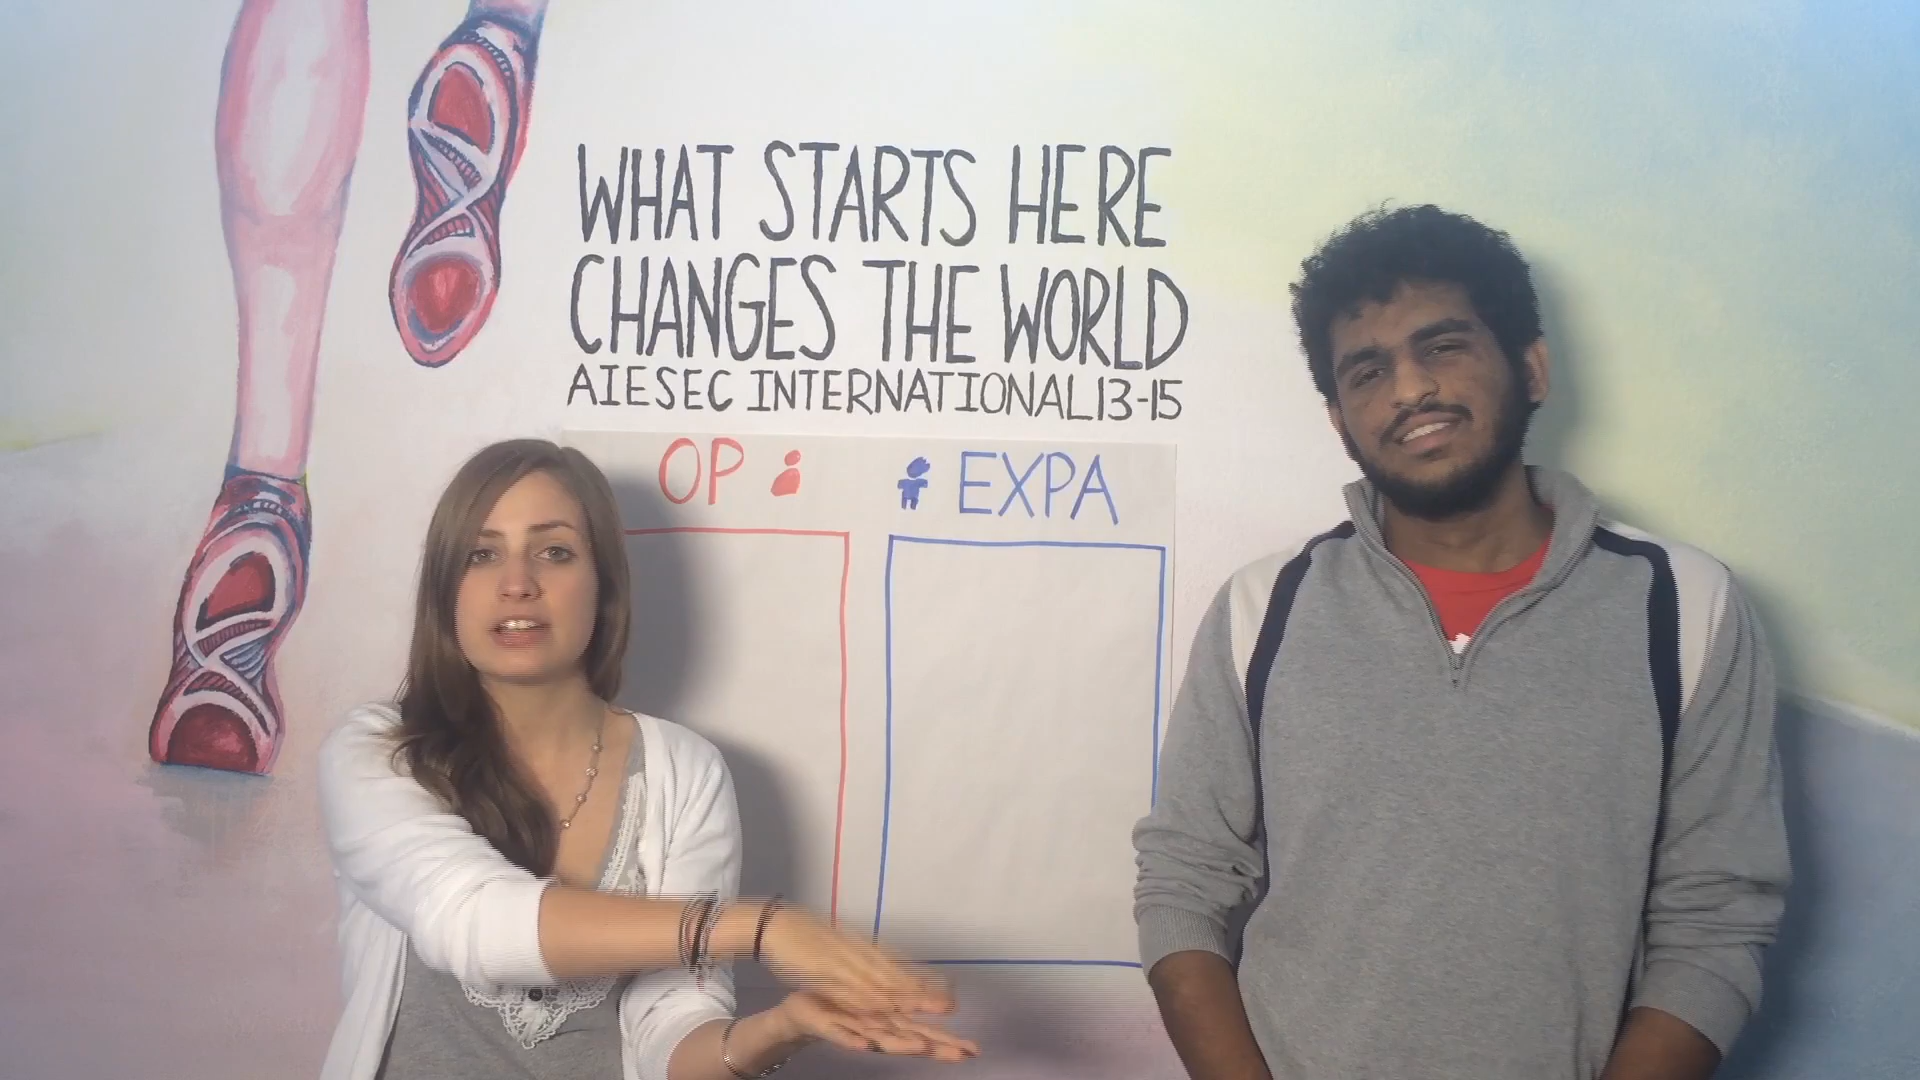 WHAT STARTS HERE
CHANGES THE WORLD
AIESEC INTERNATIONAL 13-15
OP EXPA